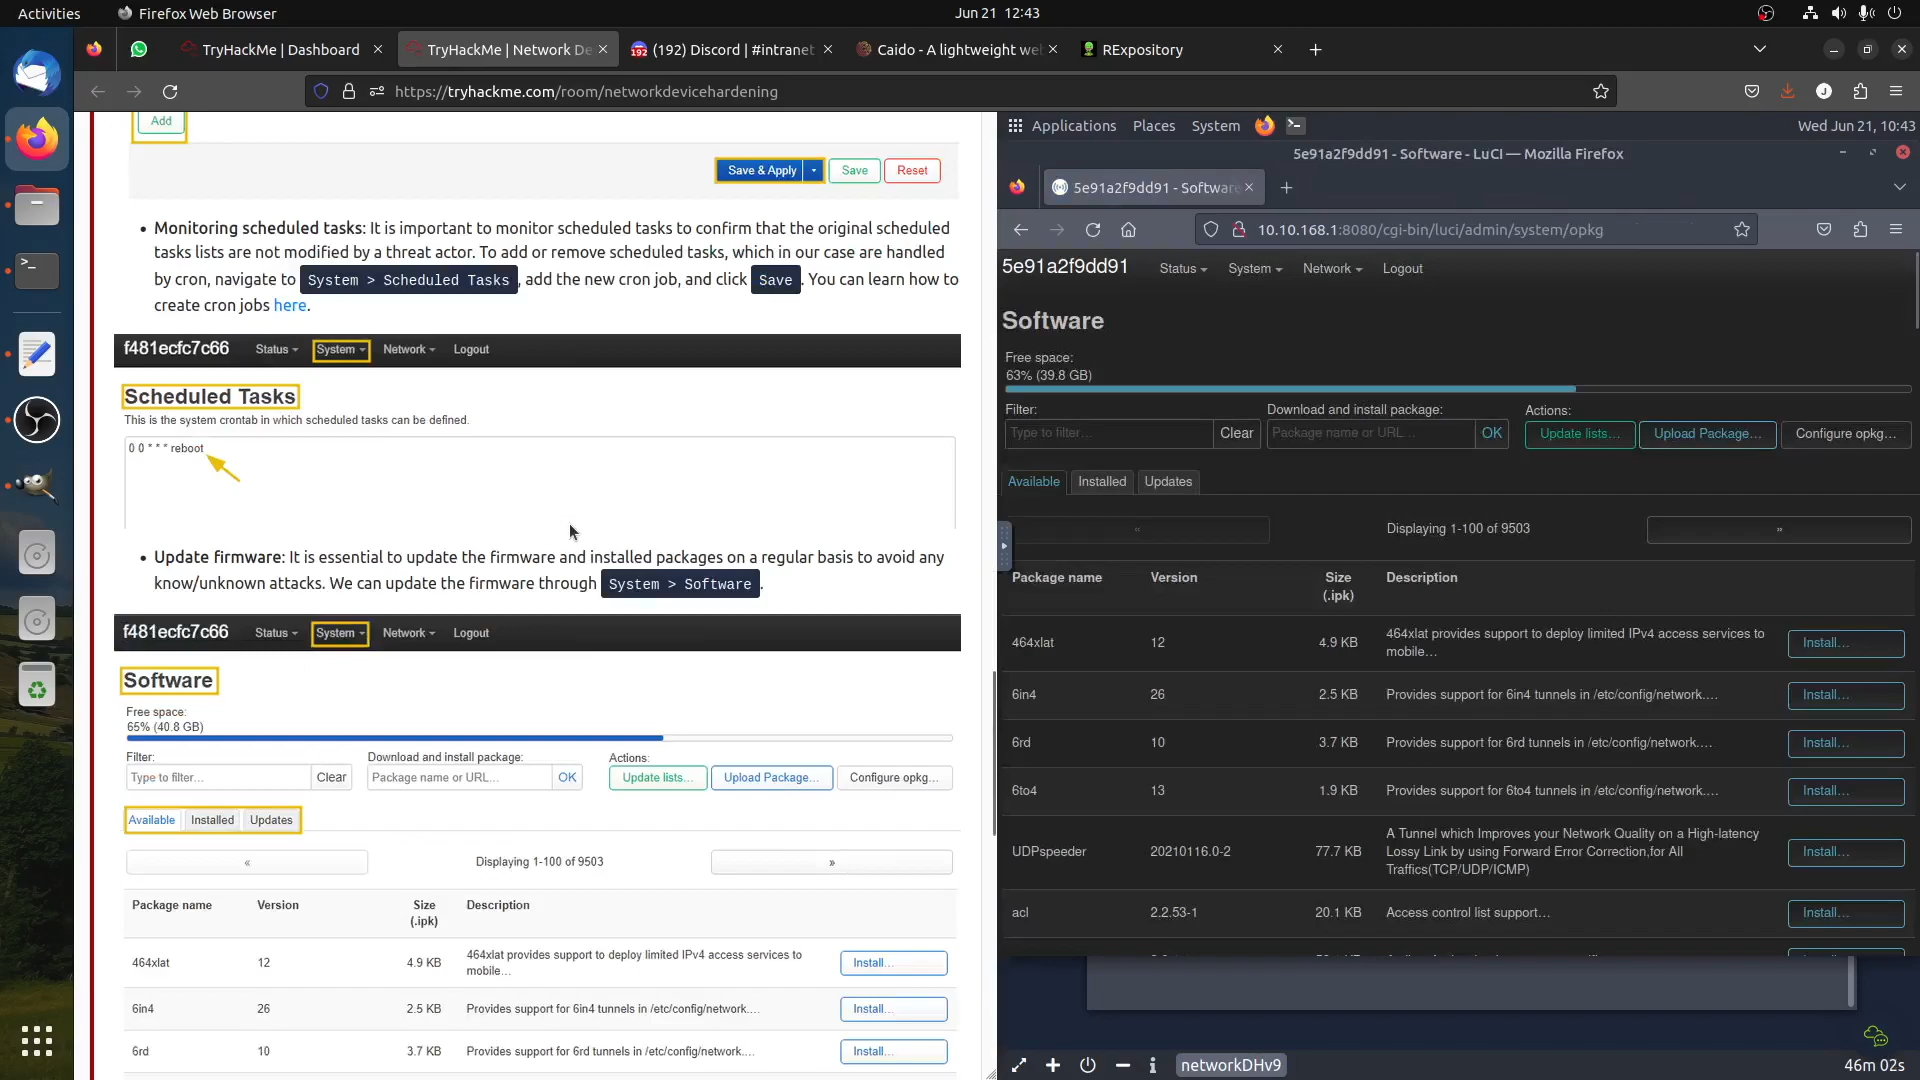 Activities
Firefox Web Browser
Jun 21 12:43
TryHackMe | Dashboard
TryHackMe | Network De
(192) Discord | #intranet
Caido - A lightweight we
RExpository
https://tryhackme.com/room/networkdevicehardening
Add
Save & Apply
Save
Reset
• Monitoring scheduled tasks: It is important to monitor scheduled tasks to confirm that the original scheduled
tasks lists are not modified by a threat actor. To add or remove scheduled tasks, which in our case are handled
by cron, navigate to System > Scheduled Tasks, add the new cron job, and click Save. You can learn how to
create cron jobs here.
f481ecfc7c66 Status System Network Logout
Scheduled Tasks
This is the system crontab in which scheduled tasks can be defined.
0 0 * * * reboot
• Update firmware: It is essential to update the firmware and installed packages on a regular basis to avoid any
know/unknown attacks. We can update the firmware through System > Software.
f481ecfc7c66 Status System Network Logout
Software
Free space:
65% (40.8 GB)
Filter: Download and install package: Actions:
Type to filter… Clear Package name or URL… OK Update lists… Upload Package… Configure opkg…
Available Installed Updates
« Displaying 1-100 of 9503 »
Package name Version Size (.ipk) Description
464xlat 12 4.9 KB 464xlat provides support to deploy limited IPv4 access services to
mobile… Install…
6in4 26 2.5 KB Provides support for 6in4 tunnels in /etc/config/network.… Install…
6rd 10 3.7 KB Provides support for 6rd tunnels in /etc/config/network.… Install…
Applications Places System
Wed Jun 21, 10:43
5e91a2f9dd91 - Software - LuCI — Mozilla Firefox
5e91a2f9dd91 - Software
10.10.168.1:8080/cgi-bin/luci/admin/system/opkg
5e91a2f9dd91 Status System Network Logout
Software
Free space:
63% (39.8 GB)
Filter: Download and install package: Actions:
Type to filter… Clear Package name or URL… OK Update lists… Upload Package… Configure opkg…
Available Installed Updates
« Displaying 1-100 of 9503 »
Package name Version Size (.ipk) Description
464xlat 12 4.9 KB 464xlat provides support to deploy limited IPv4 access services to
mobile… Install…
6in4 26 2.5 KB Provides support for 6in4 tunnels in /etc/config/network.… Install…
6rd 10 3.7 KB Provides support for 6rd tunnels in /etc/config/network.… Install…
6to4 13 1.9 KB Provides support for 6to4 tunnels in /etc/config/network.… Install…
UDPspeeder 20210116.0-2 77.7 KB A Tunnel which Improves your Network Quality on a High-latency
Lossy Link by using Forward Error Correction,for All
Traffics(TCP/UDP/ICMP) Install…
acl 2.2.53-1 20.1 KB Access control list support… Install…
networkDHv9
46m 02s